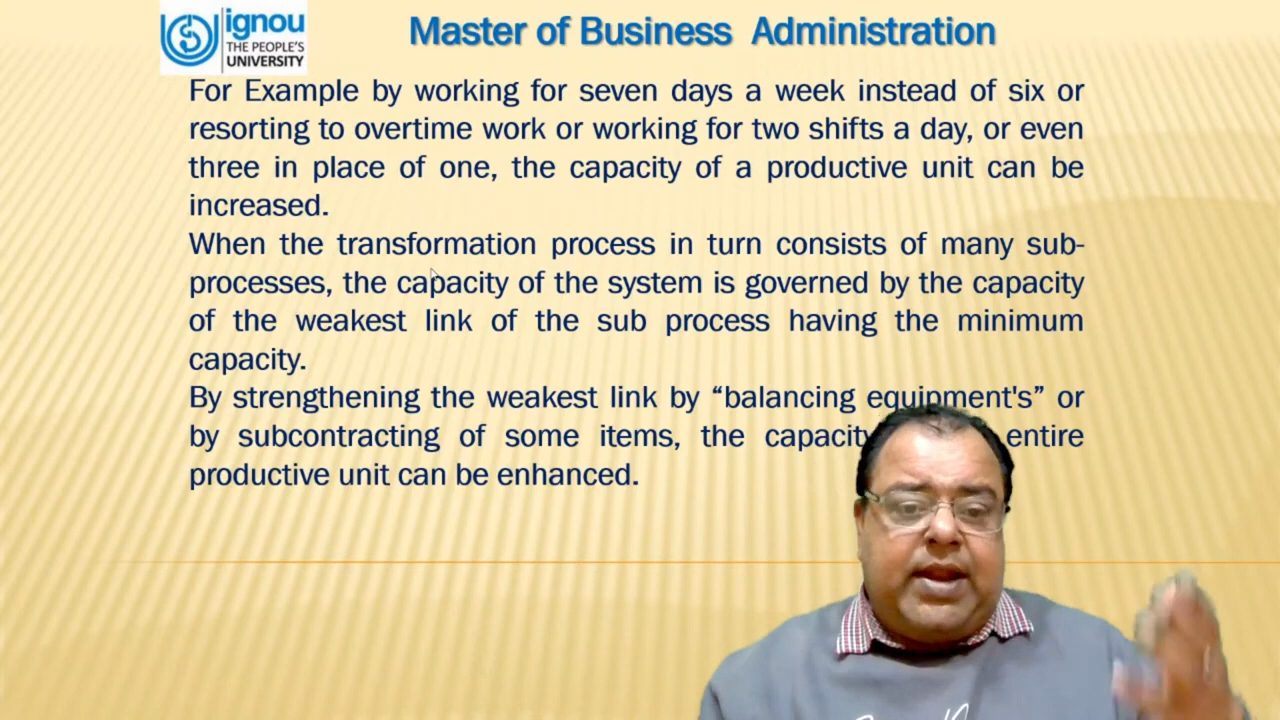 ignou
THE PEOPLE'S
UNIVERSITY
Master of Business Administration
For Example by working for seven days a week instead of six or
resorting to overtime work or working for two shifts a day, or even
three in place of one, the capacity of a productive unit can be
increased.
When the transformation process in turn consists of many sub-
processes, the capacity of the system is governed by the capacity
of the weakest link of the sub process having the minimum
capacity.
By strengthening the weakest link by “balancing equipment's” or
by subcontracting of some items, the capacity entire
productive unit can be enhanced.